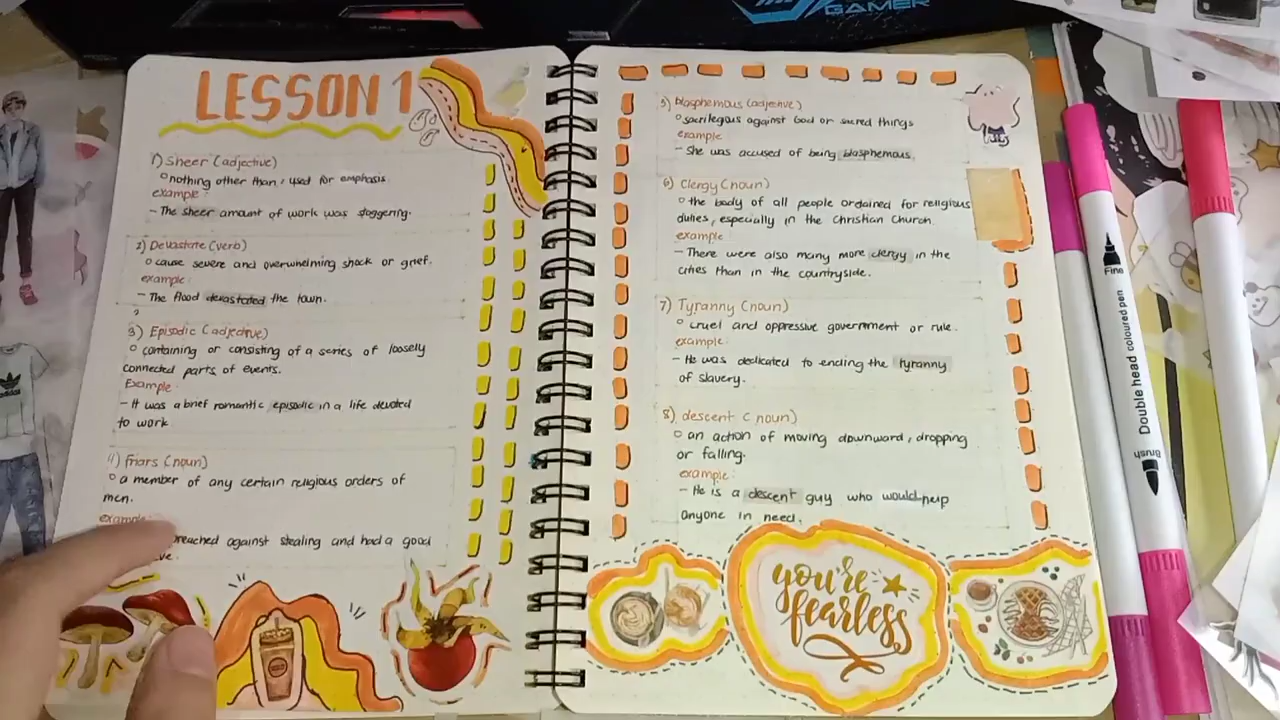 GAMER
LESSON 1
1) Sheer (adjective)
nothing other than; used for emphasis
example:
- The sheer amount of work was staggering.
2) Devastate (verb)
cause severe and overwhelming shock or grief.
example:
- The flood devastated the town.
3) Episodic (adjective)
containing or consisting of a series of loosely
connected parts of events.
Example:
- It was a brief romantic episodic in a life devoted
to work
4) Friars (noun)
a member of any certain religious orders of
men.
example:
reached against stealing and had a good
ve.
5) blasphemous (adjective)
sacrilegous against God or sacred things
example
- She was accused of being blasphemous.
6) Clergy (noun)
the body of all people ordained for religious
duties, especially in the Christian Church.
example:
- There were also many more clergy in the
cities than in the countryside.
7) Tyranny (noun)
cruel and oppressive government or rule.
example:
- He was dedicated to ending the tyranny
of slavery.
8) descent (noun)
an action of moving downward, dropping
or falling.
example:
- He is a descent guy who would help
anyone in need.
you're
fearless
adidas
Fine
Double head coloured pen
Brush